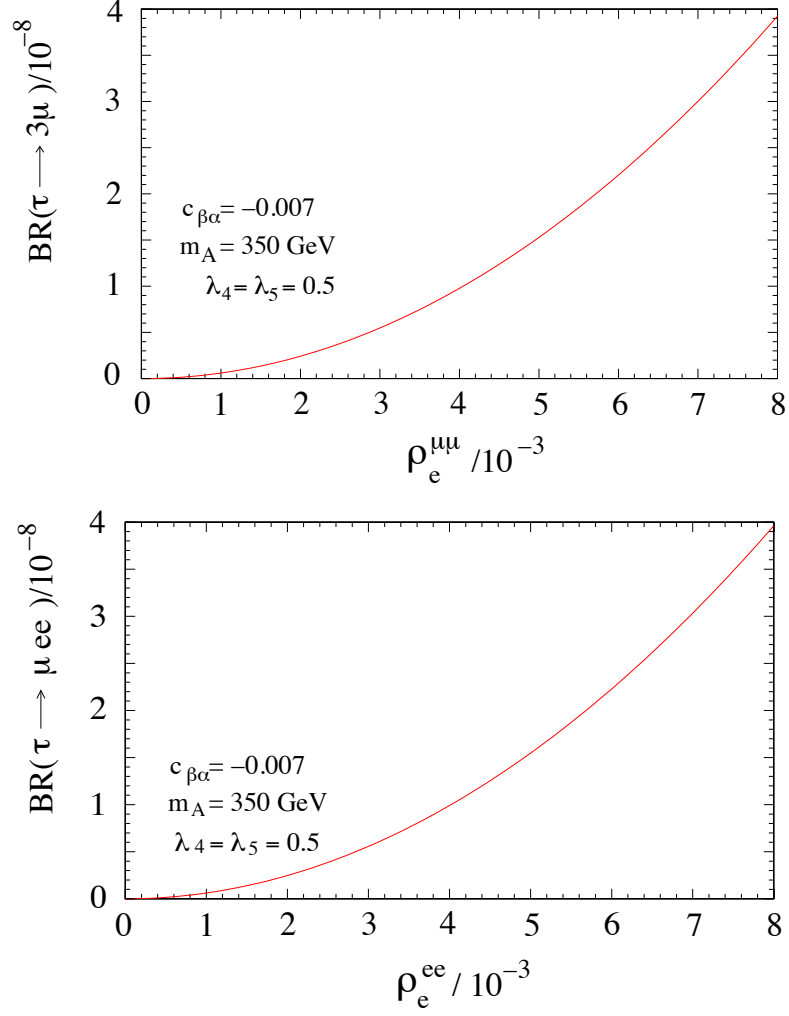 BR(τ ⟶ 3μ )/10⁻⁸
4
3
2
1
0
c βα= −0.007
m A = 350 GeV
λ4 = λ5 = 0.5
0 1 2 3 4 5 6 7 8
ρ_e^μμ /10⁻³
BR( τ ⟶ μ ee )/10⁻⁸
4
3
2
1
0
c βα= −0.007
m A = 350 GeV
λ 4 = λ 5 = 0.5
0 1 2 3 4 5 6 7 8
ρ_e^ee / 10⁻³